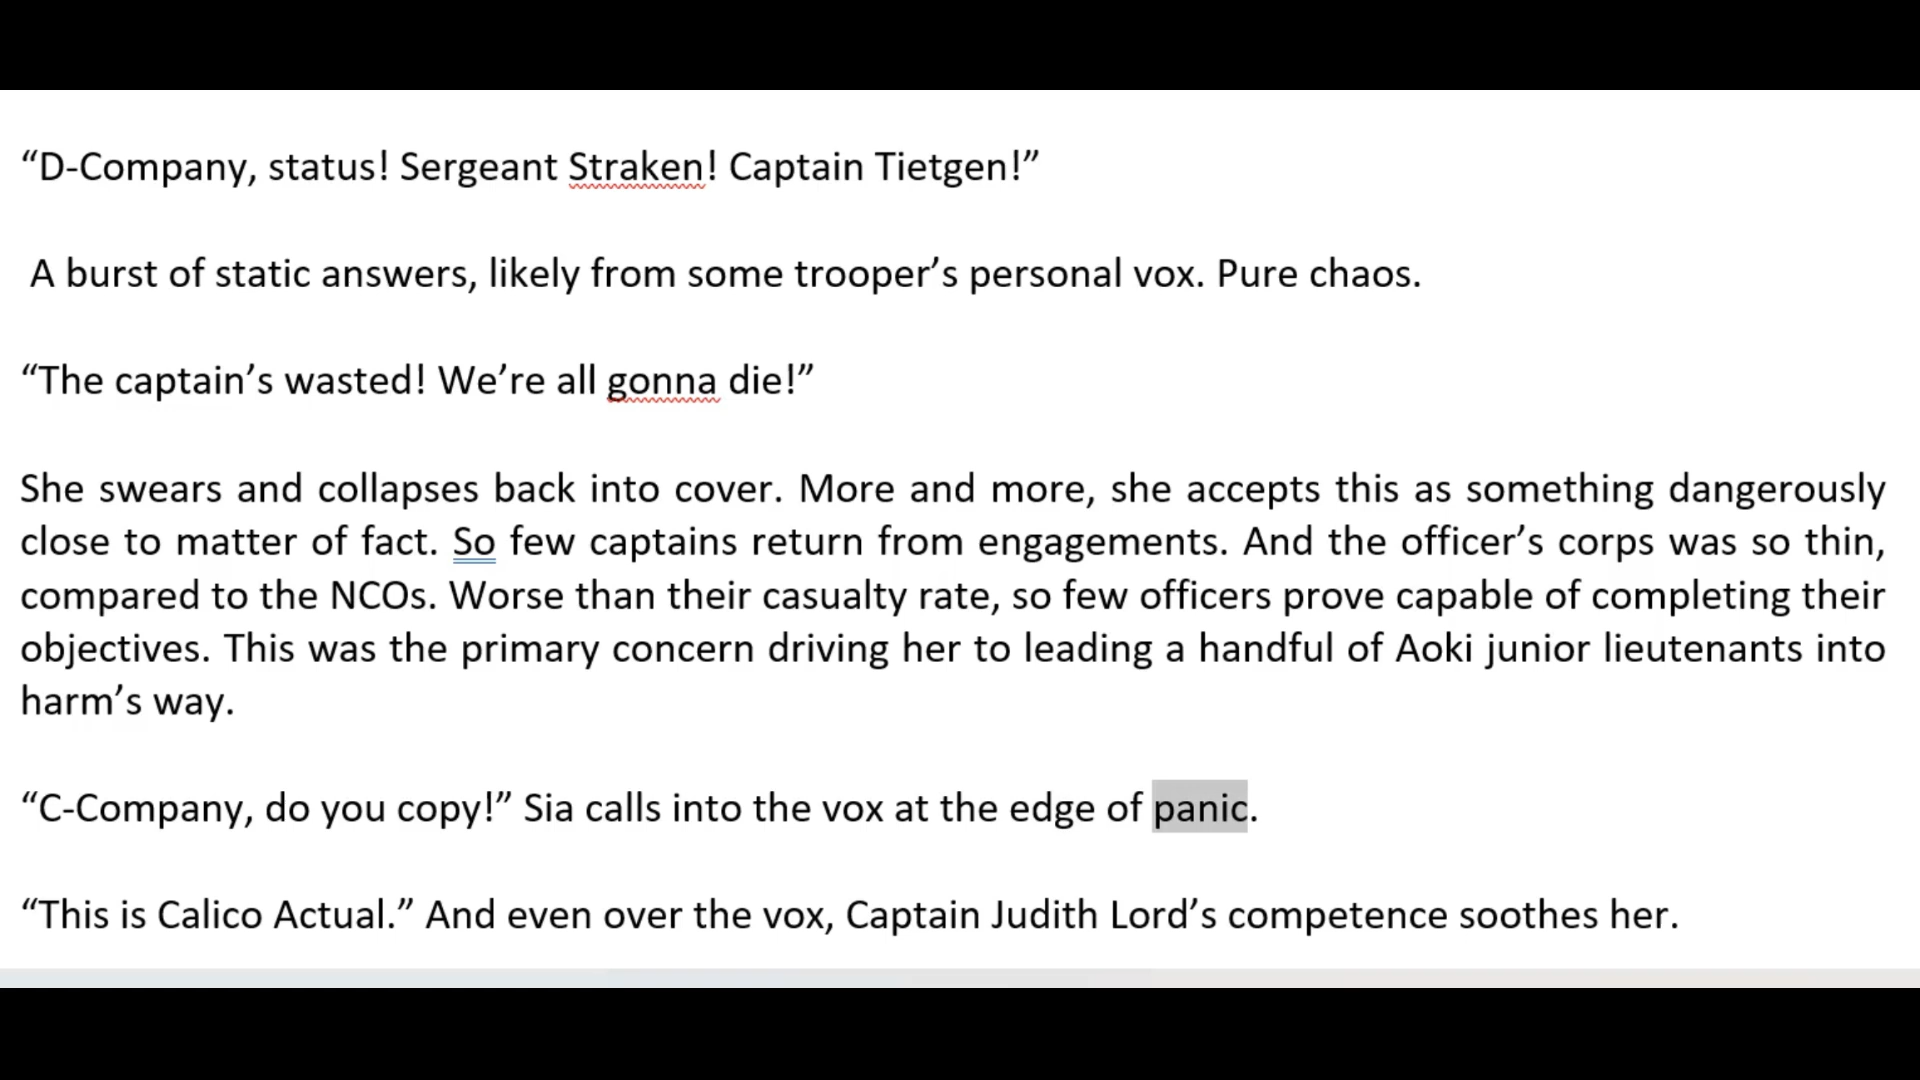 “D-Company, status! Sergeant Straken! Captain Tietgen!”
A burst of static answers, likely from some trooper’s personal vox. Pure chaos.
“The captain’s wasted! We’re all gonna die!”
She swears and collapses back into cover. More and more, she accepts this as something dangerously
close to matter of fact. So few captains return from engagements. And the officer’s corps was so thin,
compared to the NCOs. Worse than their casualty rate, so few officers prove capable of completing their
objectives. This was the primary concern driving her to leading a handful of Aoki junior lieutenants into
harm’s way.
“C-Company, do you copy!” Sia calls into the vox at the edge of panic.
“This is Calico Actual.” And even over the vox, Captain Judith Lord’s competence soothes her.